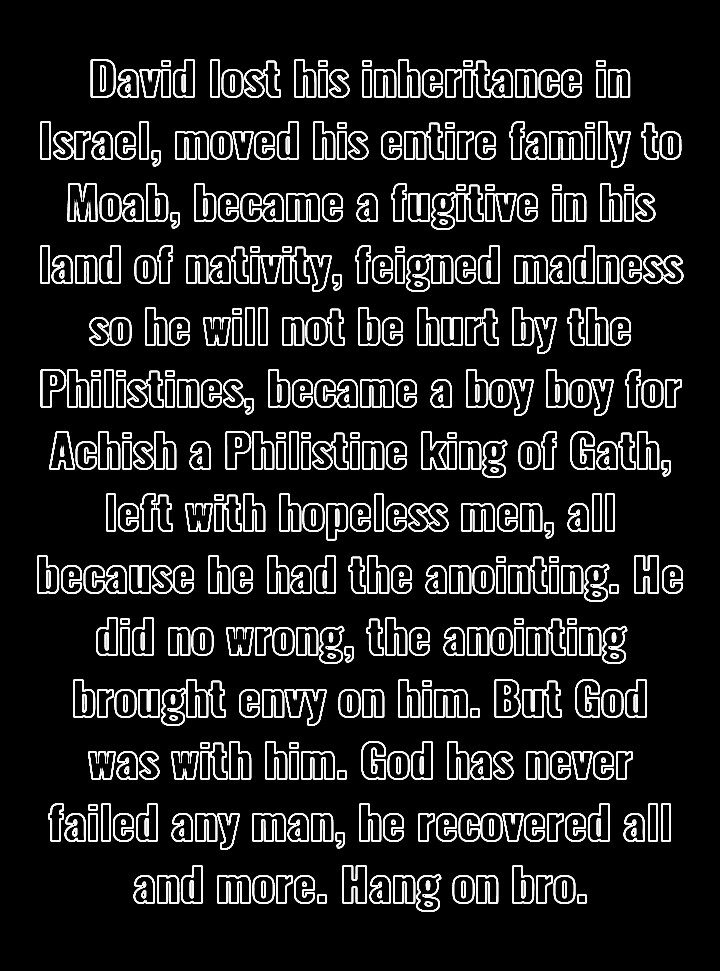 David lost his inheritance in
Israel, moved his entire family to
Moab, became a fugitive in his
land of nativity, feigned madness
so he will not be hurt by the
Philistines, became a boy boy for
Achish a Philistine king of Gath,
left with hopeless men, all
because he had the anointing. He
did no wrong, the anointing
brought envy on him. But God
was with him. God has never
failed any man, he recovered all
and more. Hang on bro.